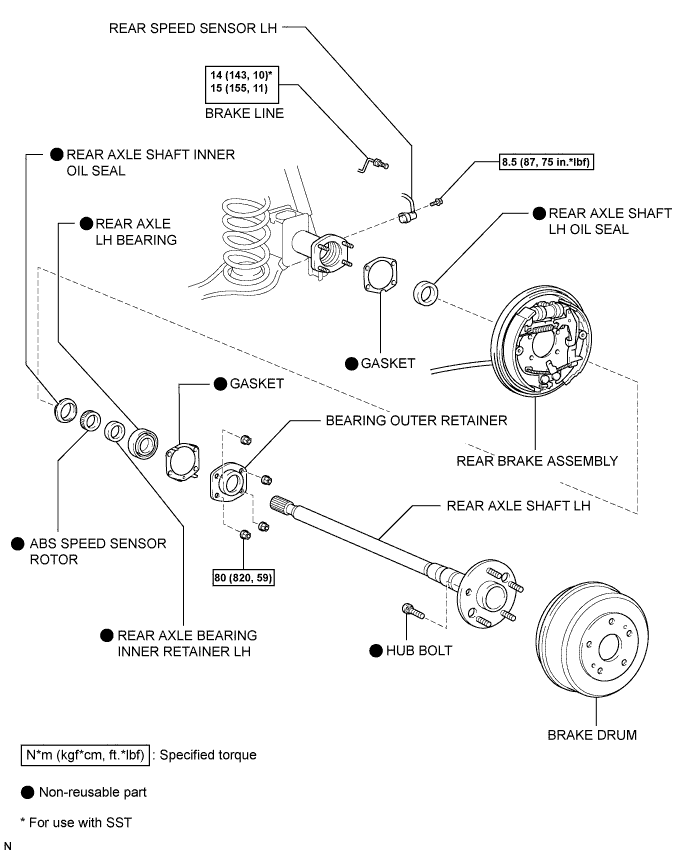 REAR SPEED SENSOR LH
14 (143, 10)*
15 (155, 11)
BRAKE LINE
REAR AXLE SHAFT INNER
OIL SEAL
8.5 (87, 75 in.*lbf)
REAR AXLE
LH BEARING
REAR AXLE SHAFT
LH OIL SEAL
GASKET
GASKET
BEARING OUTER RETAINER
REAR BRAKE ASSEMBLY
REAR AXLE SHAFT LH
ABS SPEED SENSOR
ROTOR
80 (820, 59)
REAR AXLE BEARING
INNER RETAINER LH
HUB BOLT
BRAKE DRUM
N*m (kgf*cm, ft.*lbf) : Specified torque
Non-reusable part
* For use with SST
N